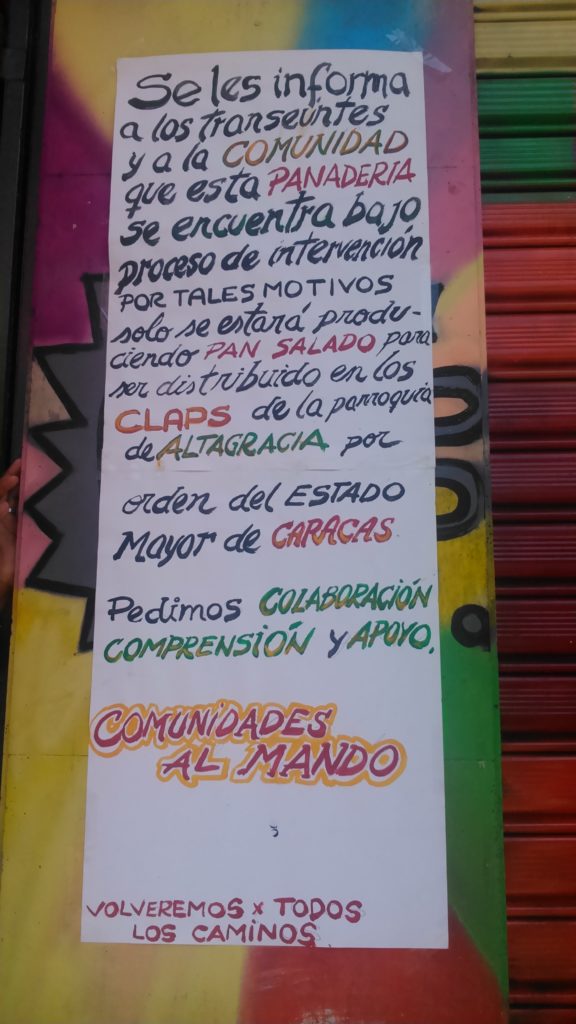 Se les informa
a los transeúntes
y a la COMUNIDAD
que esta PANADERIA
se encuentra bajo
proceso de intervención
POR TALES MOTIVOS
solo se estará produ-
ciendo PAN SALADO, para
ser distribuido en los
CLAPS de la parroquia
de ALTAGRACIA por
orden del ESTADO
Mayor de CARACAS
Pedimos COLABORACIÓN
COMPRENSIÓN y APOYO.
COMUNIDADES
AL MANDO
VOLVEREMOS x TODOS
LOS CAMINOS